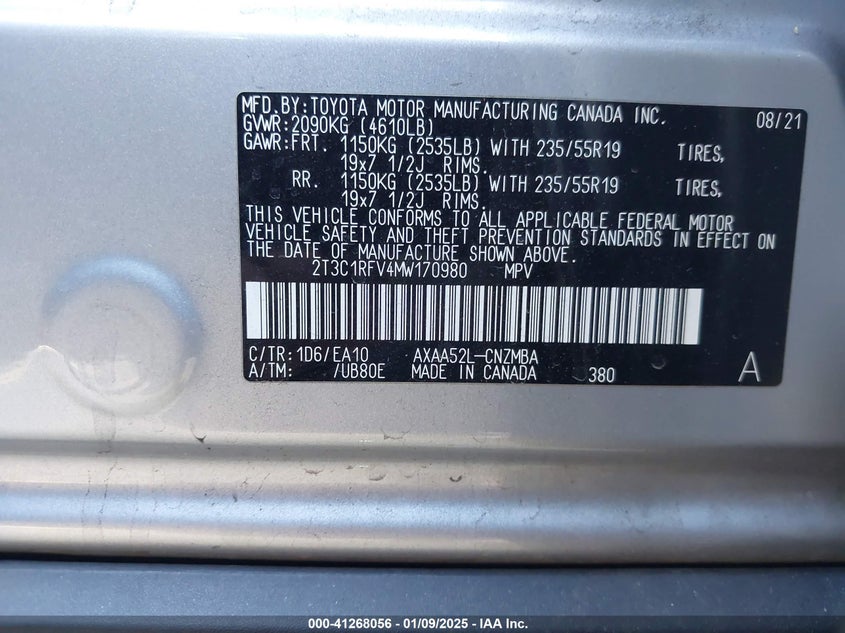 MFD.BY:TOYOTA MOTOR MANUFACTURING CANADA INC. 08/21
GVWR:2090KG (4610LB)
GAWR:FRT. 1150KG (2535LB) WITH 235/55R19 TIRES,
19x7 1/2J RIMS.
RR. 1150KG (2535LB) WITH 235/55R19 TIRES,
19x7 1/2J RIMS.
THIS VEHICLE CONFORMS TO ALL APPLICABLE FEDERAL MOTOR
VEHICLE SAFETY AND THEFT PREVENTION STANDARDS IN EFFECT ON
THE DATE OF MANUFACTURE SHOWN ABOVE.
2T3C1RFV4MW170980 MPV
C/TR:1D6/EA10 AXAA52L-CNZMBA
A/TM: /UB80E MADE IN CANADA 380 A
000-41268056 - 01/09/2025 - IAA Inc.